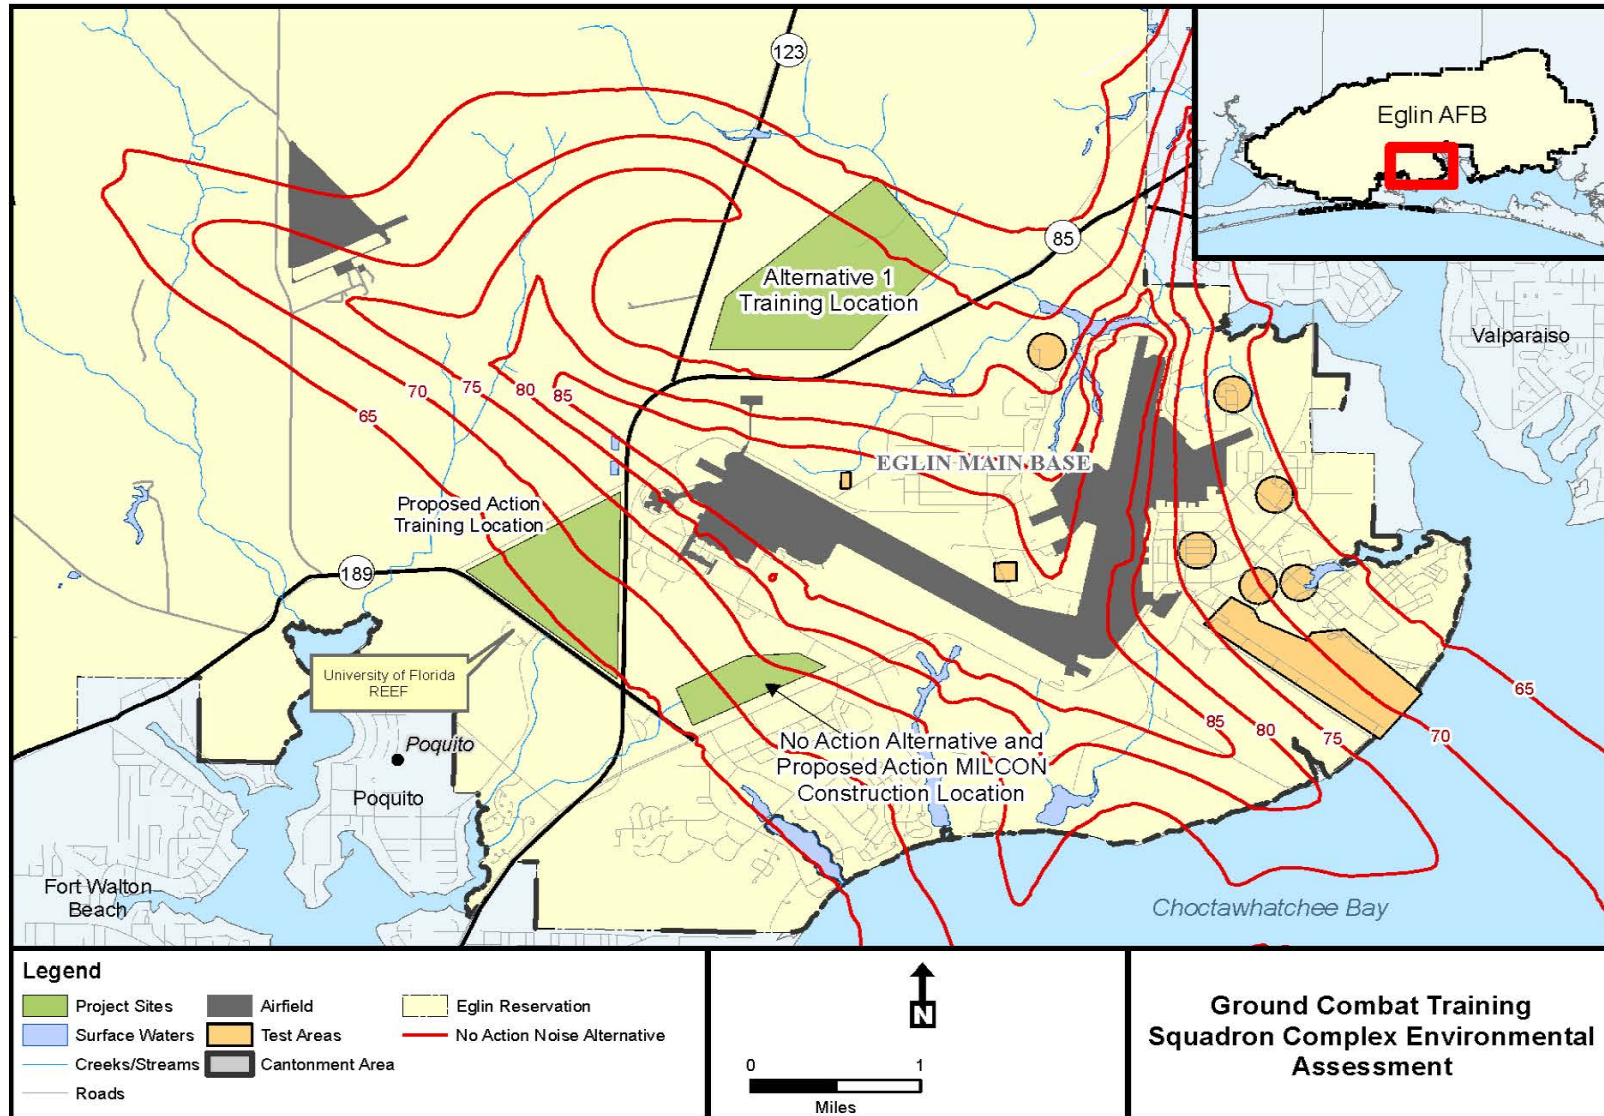 123
Eglin AFB
85
Alternative 1
Training Location
Valparaiso
65
70
75
80
85
EGLIN MAIN BASE
Proposed Action
Training Location
189
University of Florida
REEF
No Action Alternative and
Proposed Action MILCON
Construction Location
85
80
75
70
65
Poquito
Poquito
Fort Walton
Beach
Choctawhatchee Bay
Legend
Project Sites
Airfield
Eglin Reservation
Surface Waters
Test Areas
No Action Noise Alternative
Creeks/Streams
Cantonment Area
Roads
N
0 1
Miles
Ground Combat Training
Squadron Complex Environmental
Assessment